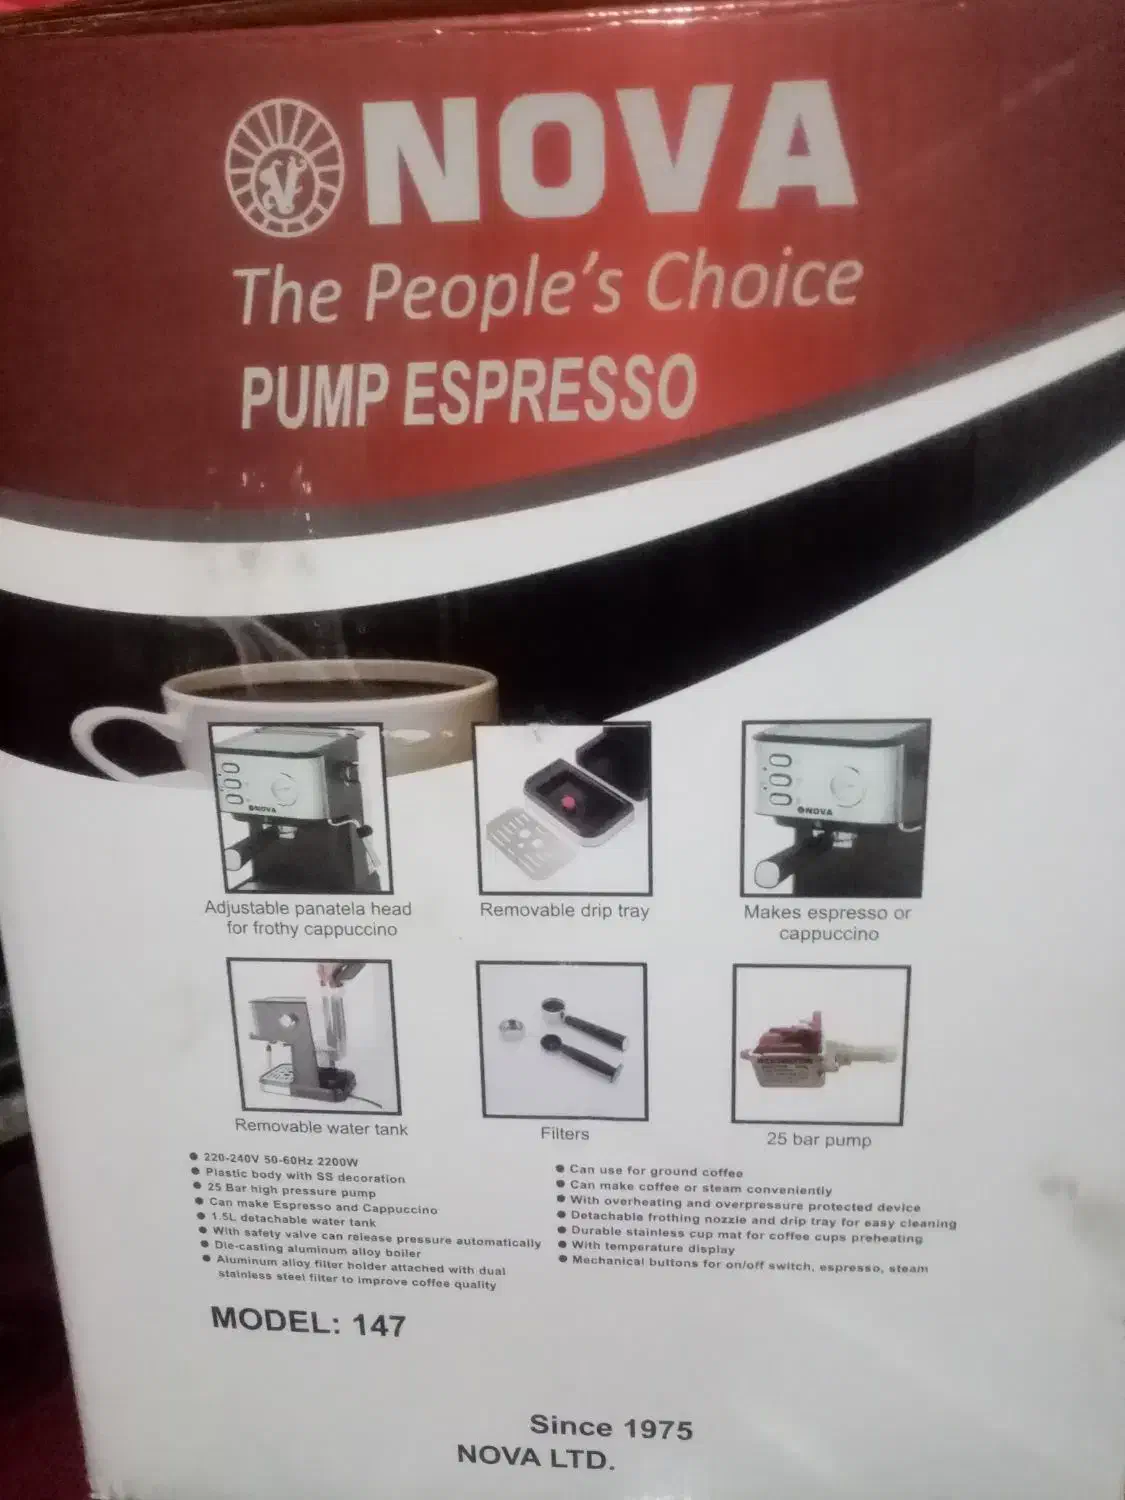 NOVA
The People's Choice
PUMP ESPRESSO
NOVA
NOVA
Adjustable panatela head
for frothy cappuccino
Removable drip tray
Makes espresso or
cappuccino
Removable water tank
Filters
25 bar pump
220-240V 50-60Hz 2200W
Plastic body with SS decoration
25 Bar high pressure pump
Can make Espresso and Cappuccino
1.5L detachable water tank
With safety valve can release pressure automatically
Die-casting aluminum alloy boiler
Aluminum alloy filter holder attached with dual
stainless steel filter to improve coffee quality
Can use for ground coffee
Can make coffee or steam conveniently
With overheating and overpressure protected device
Detachable frothing nozzle and drip tray for easy cleaning
Durable stainless cup mat for coffee cups preheating
With temperature display
Mechanical buttons for on/off switch, espresso, steam
MODEL: 147
Since 1975
NOVA LTD.